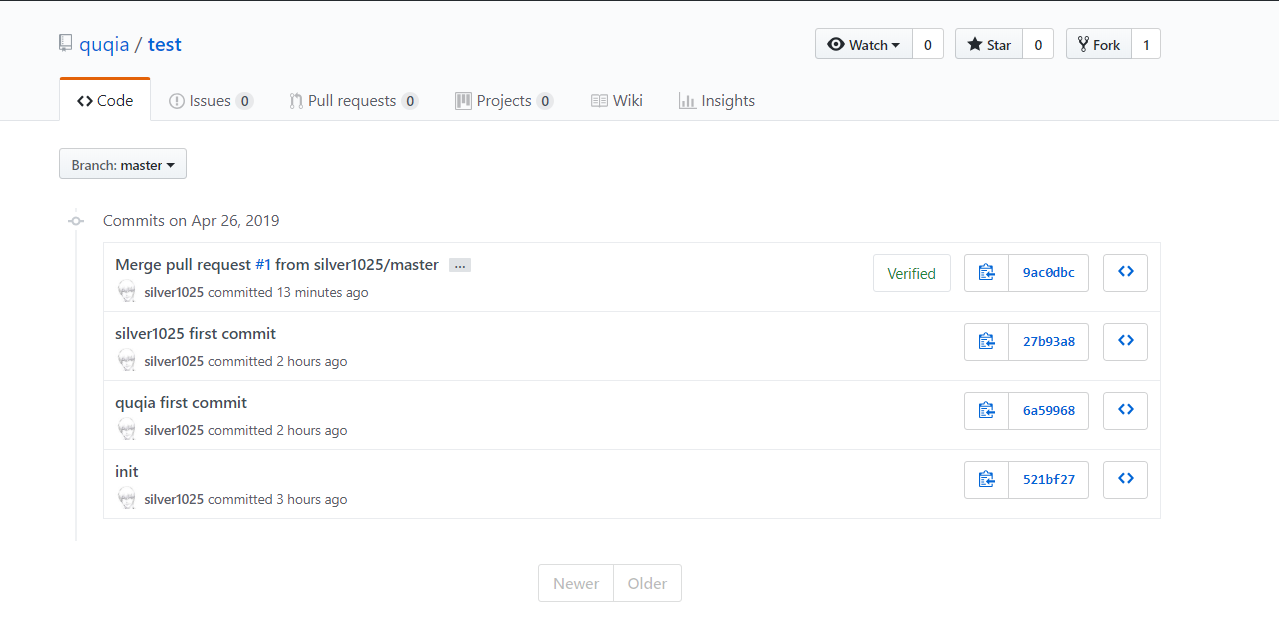 quqia / test
Watch 0 Star 0 Fork 1
Code Issues 0 Pull requests 0 Projects 0 Wiki Insights
Branch: master
Commits on Apr 26, 2019
Merge pull request #1 from silver1025/master ...
silver1025 committed 13 minutes ago
Verified 9ac0dbc
silver1025 first commit
silver1025 committed 2 hours ago
27b93a8
quqia first commit
silver1025 committed 2 hours ago
6a59968
init
silver1025 committed 3 hours ago
521bf27
Newer Older